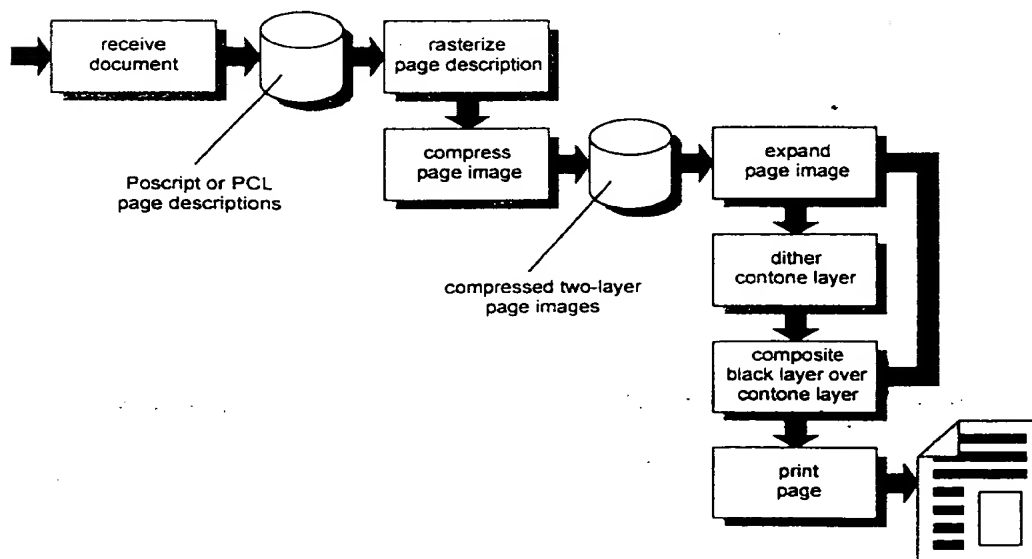 receive
document
rasterize
page description
compress
page image
expand
page image
Poscript or PCL
page descriptions
dither
contone layer
compressed two-layer
page images
composite
black layer over
contone layer
print
page